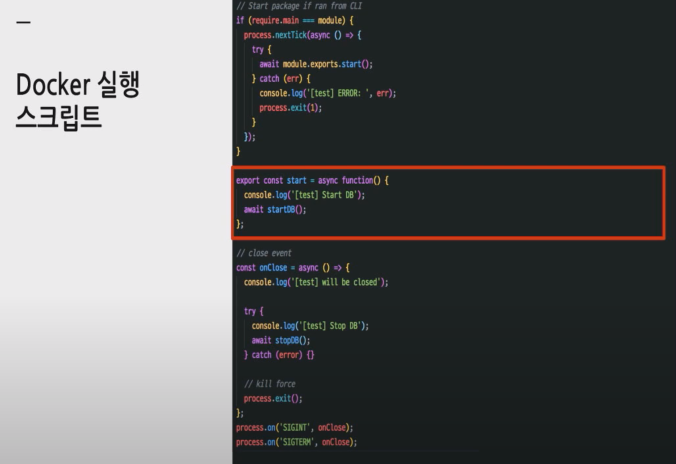 Docker 실행
스크립트
// Start package if ran from CLI
if (require.main === module) {
process.nextTick(async () => {
try {
await module.exports.start();
} catch (err) {
console.log('[test] ERROR: ', err);
process.exit(1);
}
});
}
export const start = async function() {
console.log('[test] Start DB');
await startDB();
};
// close event
const onClose = async () => {
console.log('[test] will be closed');
try {
console.log('[test] Stop DB');
await stopDB();
} catch (error) {}
// kill force
process.exit();
};
process.on('SIGINT', onClose);
process.on('SIGTERM', onClose);